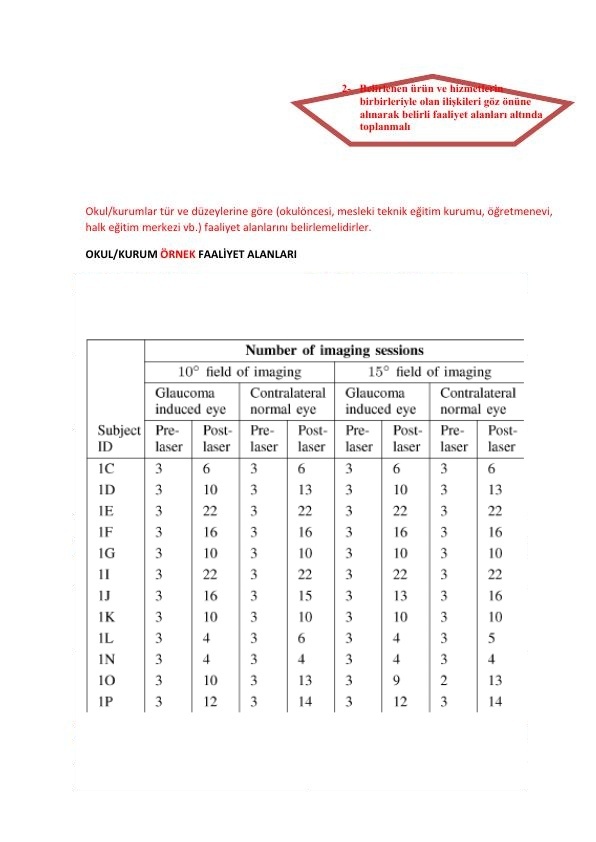 2- Belirlenen ürün ve hizmetlerin
birbirleriyle olan ilişkileri göz önüne
alınarak belirli faaliyet alanları altında
toplanmalı
Okul/kurumlar tür ve düzeylerine göre (okulöncesi, mesleki teknik eğitim kurumu, öğretmenevi,
halk eğitim merkezi vb.) faaliyet alanlarını belirlemelidirler.
OKUL/KURUM ÖRNEK FAALİYET ALANLARI
Number of imaging sessions
10° field of imaging 15° field of imaging
Glaucoma Contralateral Glaucoma Contralateral
induced eye normal eye induced eye normal eye
Subject Pre- Post- Pre- Post- Pre- Post- Pre- Post-
ID laser laser laser laser laser laser laser laser
1C 3 6 3 6 3 6 3 6
1D 3 10 3 13 3 10 3 13
1E 3 22 3 22 3 22 3 22
1F 3 16 3 16 3 16 3 16
1G 3 10 3 10 3 10 3 10
1I 3 22 3 22 3 22 3 22
1J 3 16 3 15 3 13 3 16
1K 3 10 3 10 3 10 3 10
1L 3 4 3 6 3 4 3 5
1N 3 4 3 4 3 4 3 4
1O 3 10 3 13 3 9 2 13
1P 3 12 3 14 3 12 3 14